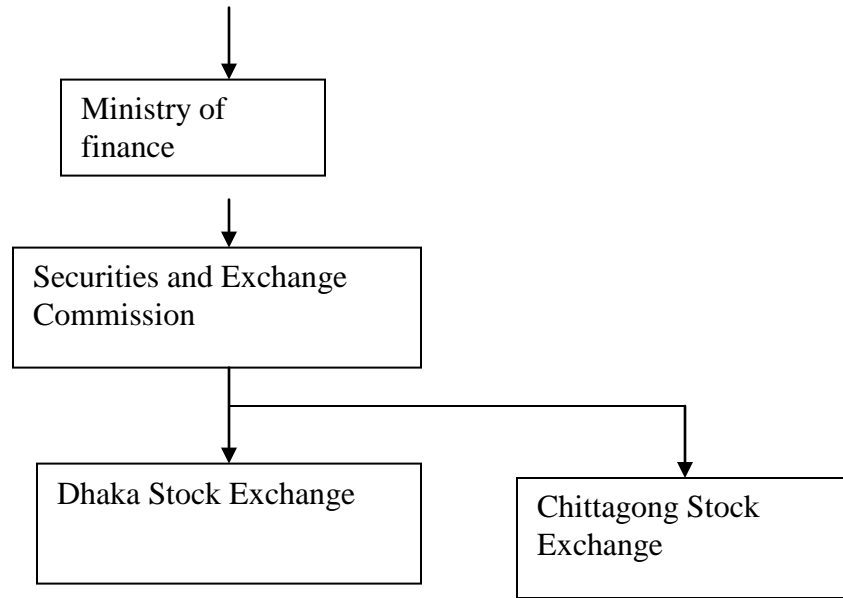 Ministry of
finance
Securities and Exchange
Commission
Dhaka Stock Exchange
Chittagong Stock
Exchange